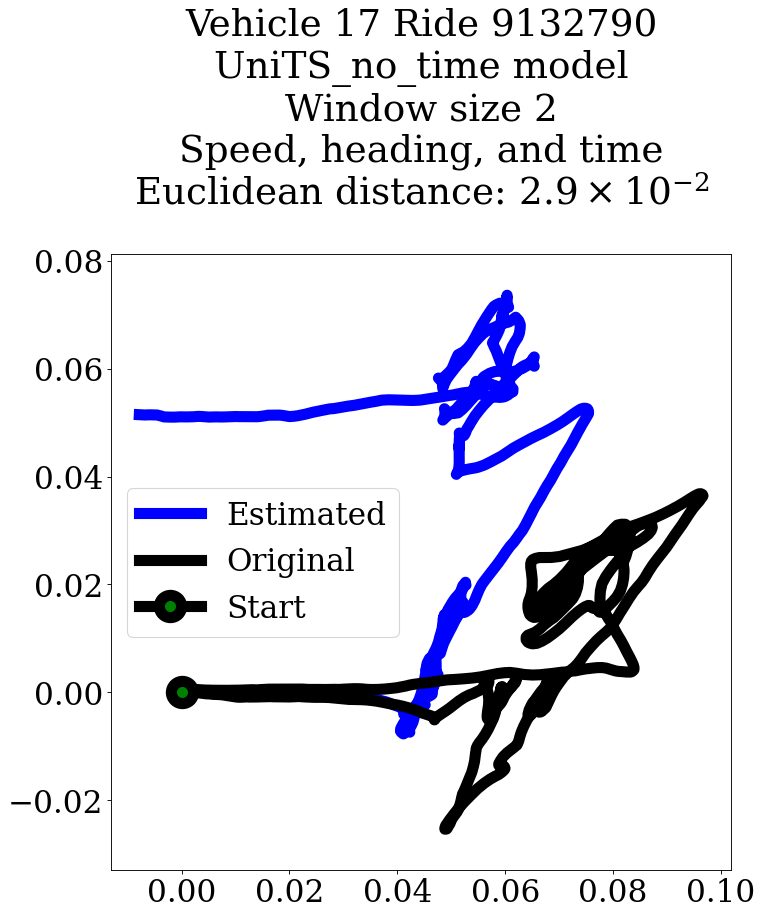 Vehicle 17 Ride 9132790
UniTS_no_time model
Window size 2
Speed, heading, and time
Euclidean distance: $2.9 \times 10^{-2}$
0.08
0.06
0.04
0.02
0.00
−0.02
Estimated
Original
Start
0.00 0.02 0.04 0.06 0.08 0.10